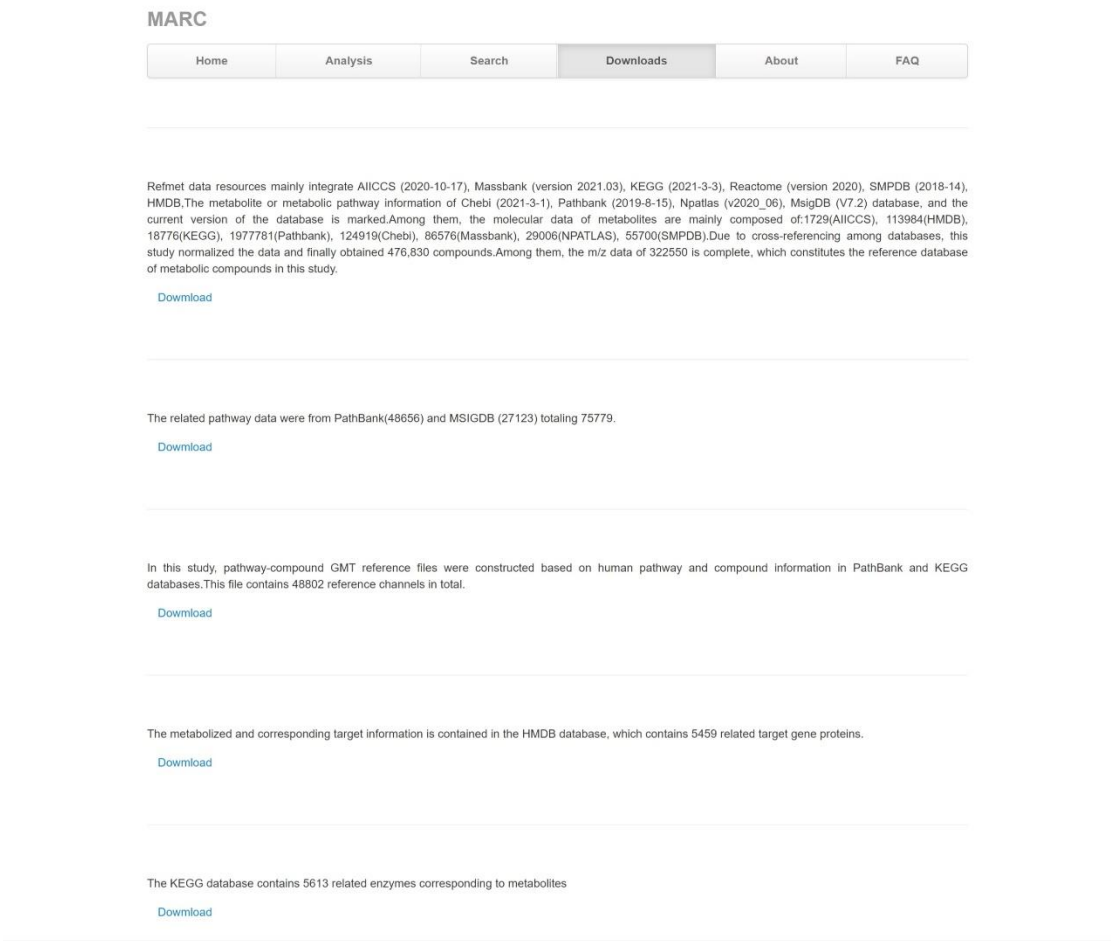 MARC
Home Analysis Search Downloads About FAQ
Refmet data resources mainly integrate AIICCS (2020-10-17), Massbank (version 2021.03), KEGG (2021-3-3), Reactome (version 2020), SMPDB (2018-14),
HMDB,The metabolite or metabolic pathway information of Chebi (2021-3-1), Pathbank (2019-8-15), Npatlas (v2020_06), MsigDB (V7.2) database, and the
current version of the database is marked.Among them, the molecular data of metabolites are mainly composed of:1729(AIICCS), 113984(HMDB),
18776(KEGG), 1977781(Pathbank), 124919(Chebi), 86576(Massbank), 29006(NPATLAS), 55700(SMPDB).Due to cross-referencing among databases, this
study normalized the data and finally obtained 476,830 compounds.Among them, the m/z data of 322550 is complete, which constitutes the reference database
of metabolic compounds in this study.
Dowmload
The related pathway data were from PathBank(48656) and MSIGDB (27123) totaling 75779.
Dowmload
In this study, pathway-compound GMT reference files were constructed based on human pathway and compound information in PathBank and KEGG
databases.This file contains 48802 reference channels in total.
Dowmload
The metabolized and corresponding target information is contained in the HMDB database, which contains 5459 related target gene proteins.
Dowmload
The KEGG database contains 5613 related enzymes corresponding to metabolites
Dowmload